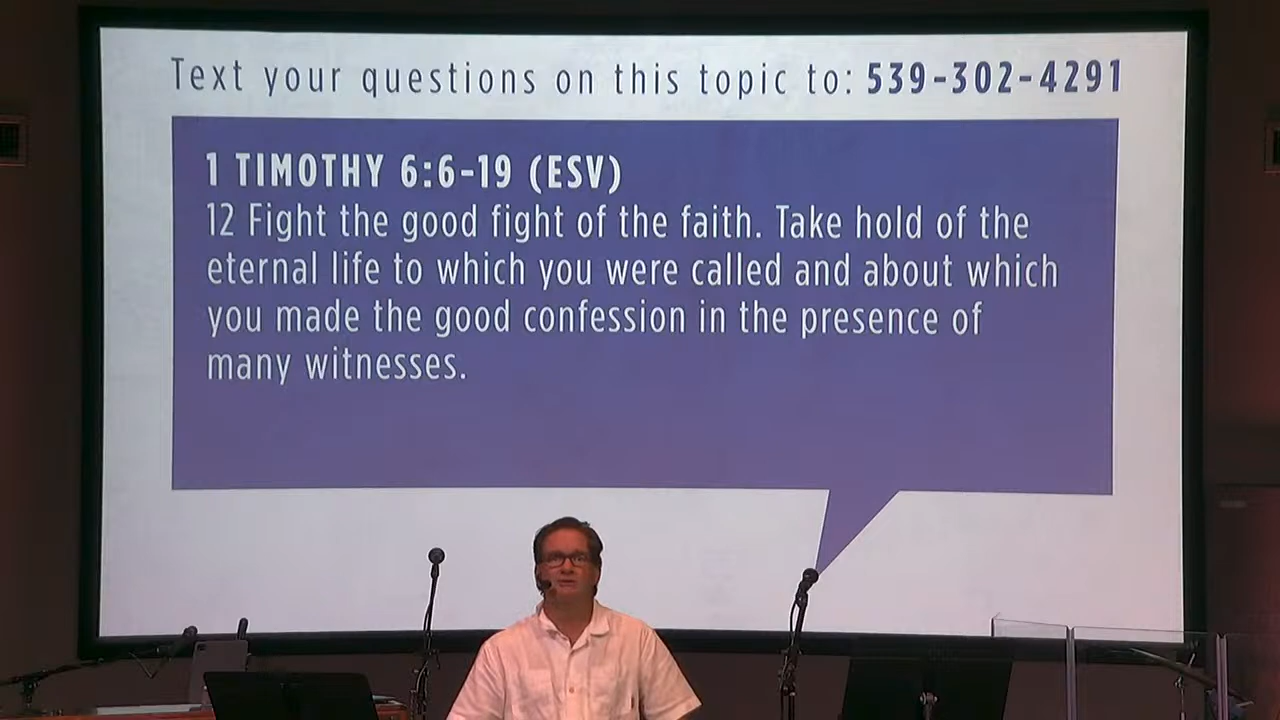 Text your questions on this topic to: 539-302-4291
1 TIMOTHY 6:6-19 (ESV)
12 Fight the good fight of the faith. Take hold of the
eternal life to which you were called and about which
you made the good confession in the presence of
many witnesses.